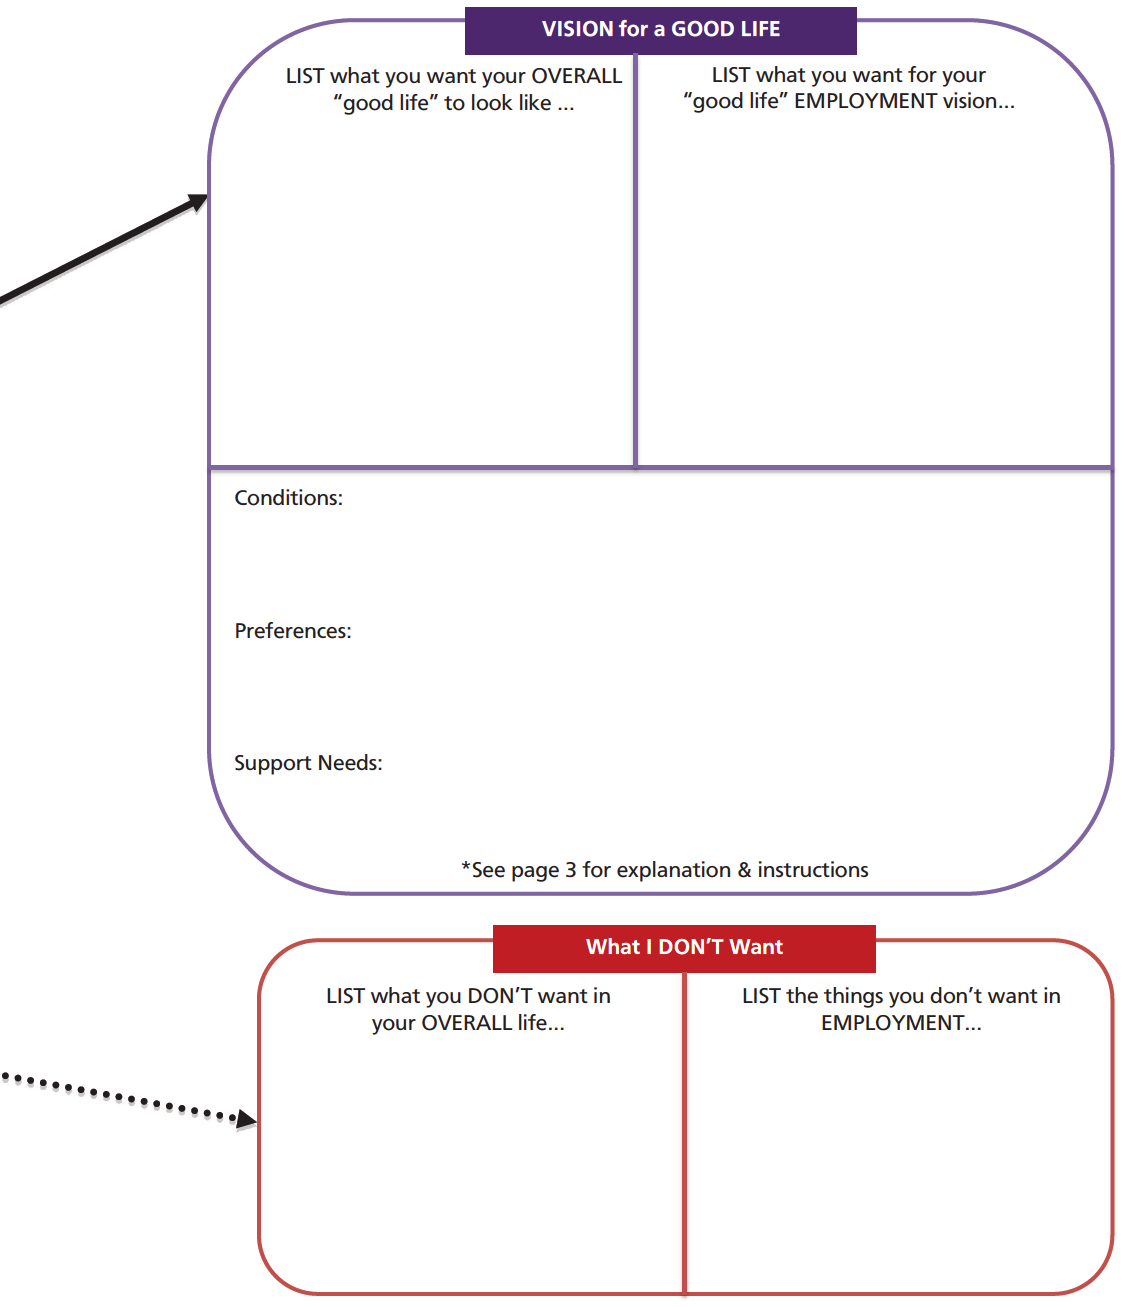 VISION for a GOOD LIFE
LIST what you want your OVERALL
“good life” to look like ...
LIST what you want for your
“good life” EMPLOYMENT vision...
Conditions:
Preferences:
Support Needs:
*See page 3 for explanation & instructions
What I DON’T Want
LIST what you DON’T want in
your OVERALL life...
LIST the things you don’t want in
EMPLOYMENT...